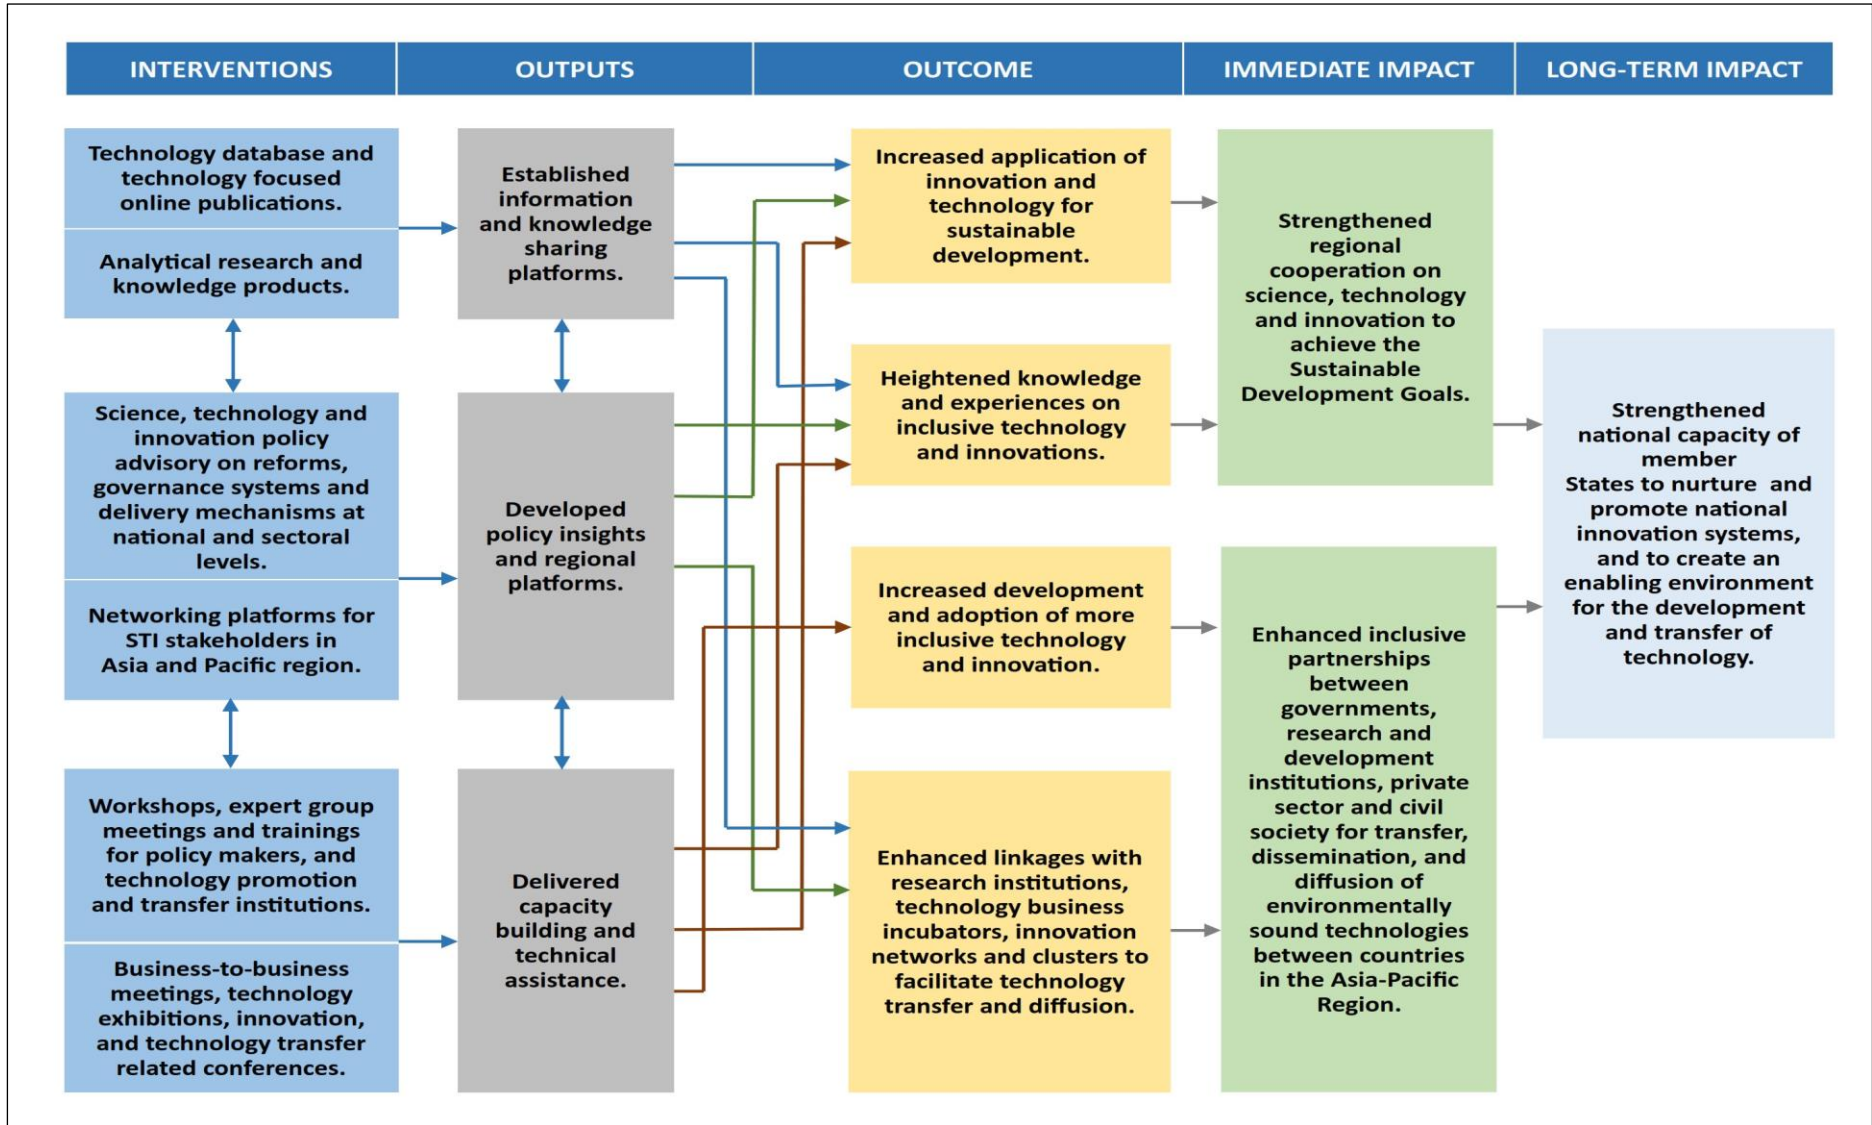 INTERVENTIONS
OUTPUTS
OUTCOME
IMMEDIATE IMPACT
LONG-TERM IMPACT
Technology database and
technology focused
online publications.
Analytical research and
knowledge products.
Science, technology and
innovation policy
advisory on reforms,
governance systems and
delivery mechanisms at
national and sectoral
levels.
Networking platforms for
STI stakeholders in
Asia and Pacific region.
Workshops, expert group
meetings and trainings
for policy makers, and
technology promotion
and transfer institutions.
Business-to-business
meetings, technology
exhibitions, innovation,
and technology transfer
related conferences.
Established
information
and knowledge
sharing
platforms.
Developed
policy insights
and regional
platforms.
Delivered
capacity
building and
technical
assistance.
Increased application of
innovation and
technology for
sustainable
development.
Heightened knowledge
and experiences on
inclusive technology
and innovations.
Increased development
and adoption of more
inclusive technology
and innovation.
Enhanced linkages with
research institutions,
technology business
incubators, innovation
networks and clusters to
facilitate technology
transfer and diffusion.
Strengthened
regional
cooperation on
science, technology
and innovation to
achieve the
Sustainable
Development Goals.
Enhanced inclusive
partnerships
between
governments,
research and
development
institutions, private
sector and civil
society for transfer,
dissemination, and
diffusion of
environmentally
sound technologies
between countries
in the Asia-Pacific
Region.
Strengthened
national capacity of
member
States to nurture and
promote national
innovation systems,
and to create an
enabling environment
for the development
and transfer of
technology.